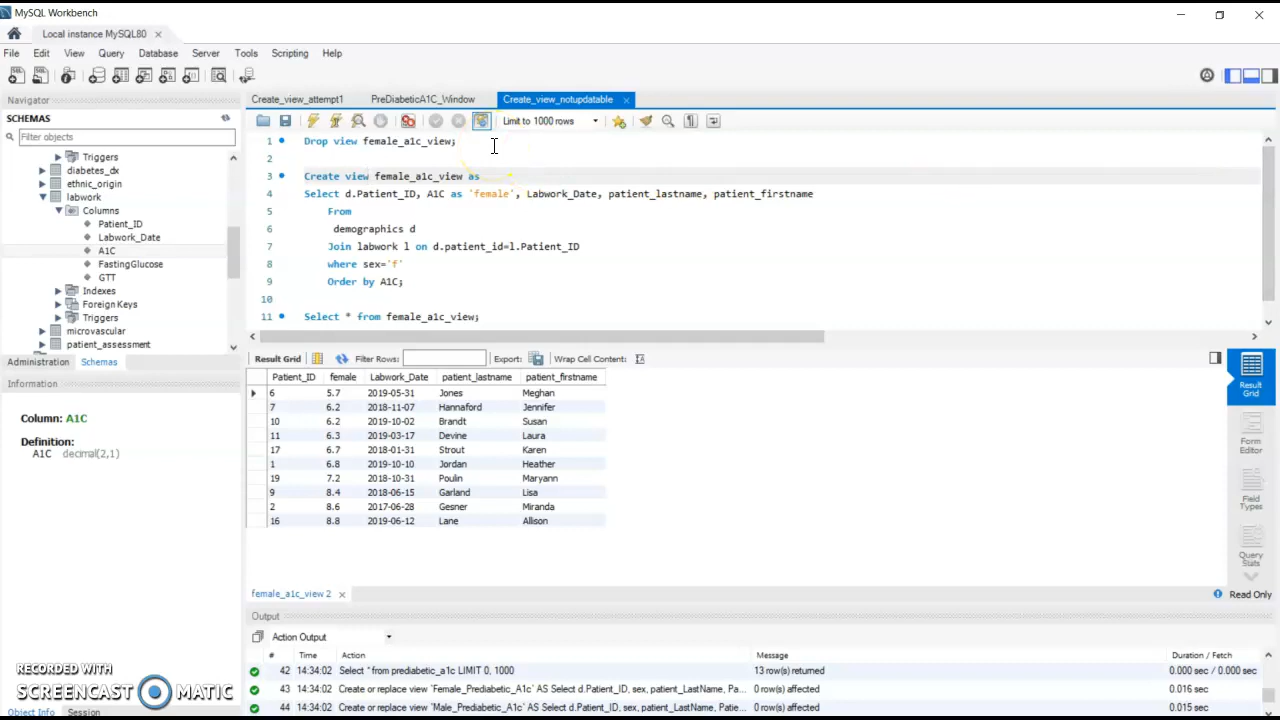 MySQL Workbench
Local instance MySQL80
File Edit View Query Database Server Tools Scripting Help
Navigator
SCHEMAS
Filter objects
Triggers
diabetes_dx
ethnic_origin
labwork
Columns
Patient_ID
Labwork_Date
A1C
FastingGlucose
GTT
Indexes
Foreign Keys
Triggers
microvascular
patient_assessment
Administration Schemas
Information
Column: A1C
Definition:
A1C decimal(2,1)
RECORDED WITH
SCREENCAST MATIC
Object Info Session
Create_view_attempt1 PreDiabeticA1C_Window Create_view_notupdatable
Limit to 1000 rows
1 Drop view female_a1c_view;
2
3 Create view female_a1c_view as
4 Select d.Patient_ID, A1C as 'female', Labwork_Date, patient_lastname, patient_firstname
5 From
6 demographics d
7 Join labwork l on d.patient_id=l.Patient_ID
8 where sex='f'
9 Order by A1C;
10
11 Select * from female_a1c_view;
Result Grid Filter Rows: Export: Wrap Cell Content:
Patient_ID female Labwork_Date patient_lastname patient_firstname
6 5.7 2019-05-31 Jones Meghan
7 6.2 2018-11-07 Hannaford Jennifer
10 6.2 2019-10-02 Brandt Susan
11 6.3 2019-03-17 Devine Laura
17 6.7 2018-01-31 Strout Karen
1 6.8 2019-10-10 Jordan Heather
19 7.2 2018-10-31 Poulin Maryann
9 8.4 2018-06-15 Garland Lisa
2 8.6 2017-06-28 Gesner Miranda
16 8.8 2019-06-12 Lane Allison
Result
Grid
Form
Editor
Field
Types
Query
Stats
female_a1c_view 2
Read Only
Output
Action Output
# Time Action Message Duration / Fetch
42 14:34:02 Select * from prediabetic_a1c LIMIT 0, 1000 13 row(s) returned 0.000 sec / 0.000 sec
43 14:34:02 Create or replace view `Female_Prediabetic_A1c` AS Select d.Patient_ID, sex, patient_LastName, Pa... 0 row(s) affected 0.016 sec
44 14:34:02 Create or replace view `Male_Prediabetic_A1c` AS Select d.Patient_ID, sex, patient_LastName, Patie... 0 row(s) affected 0.015 sec